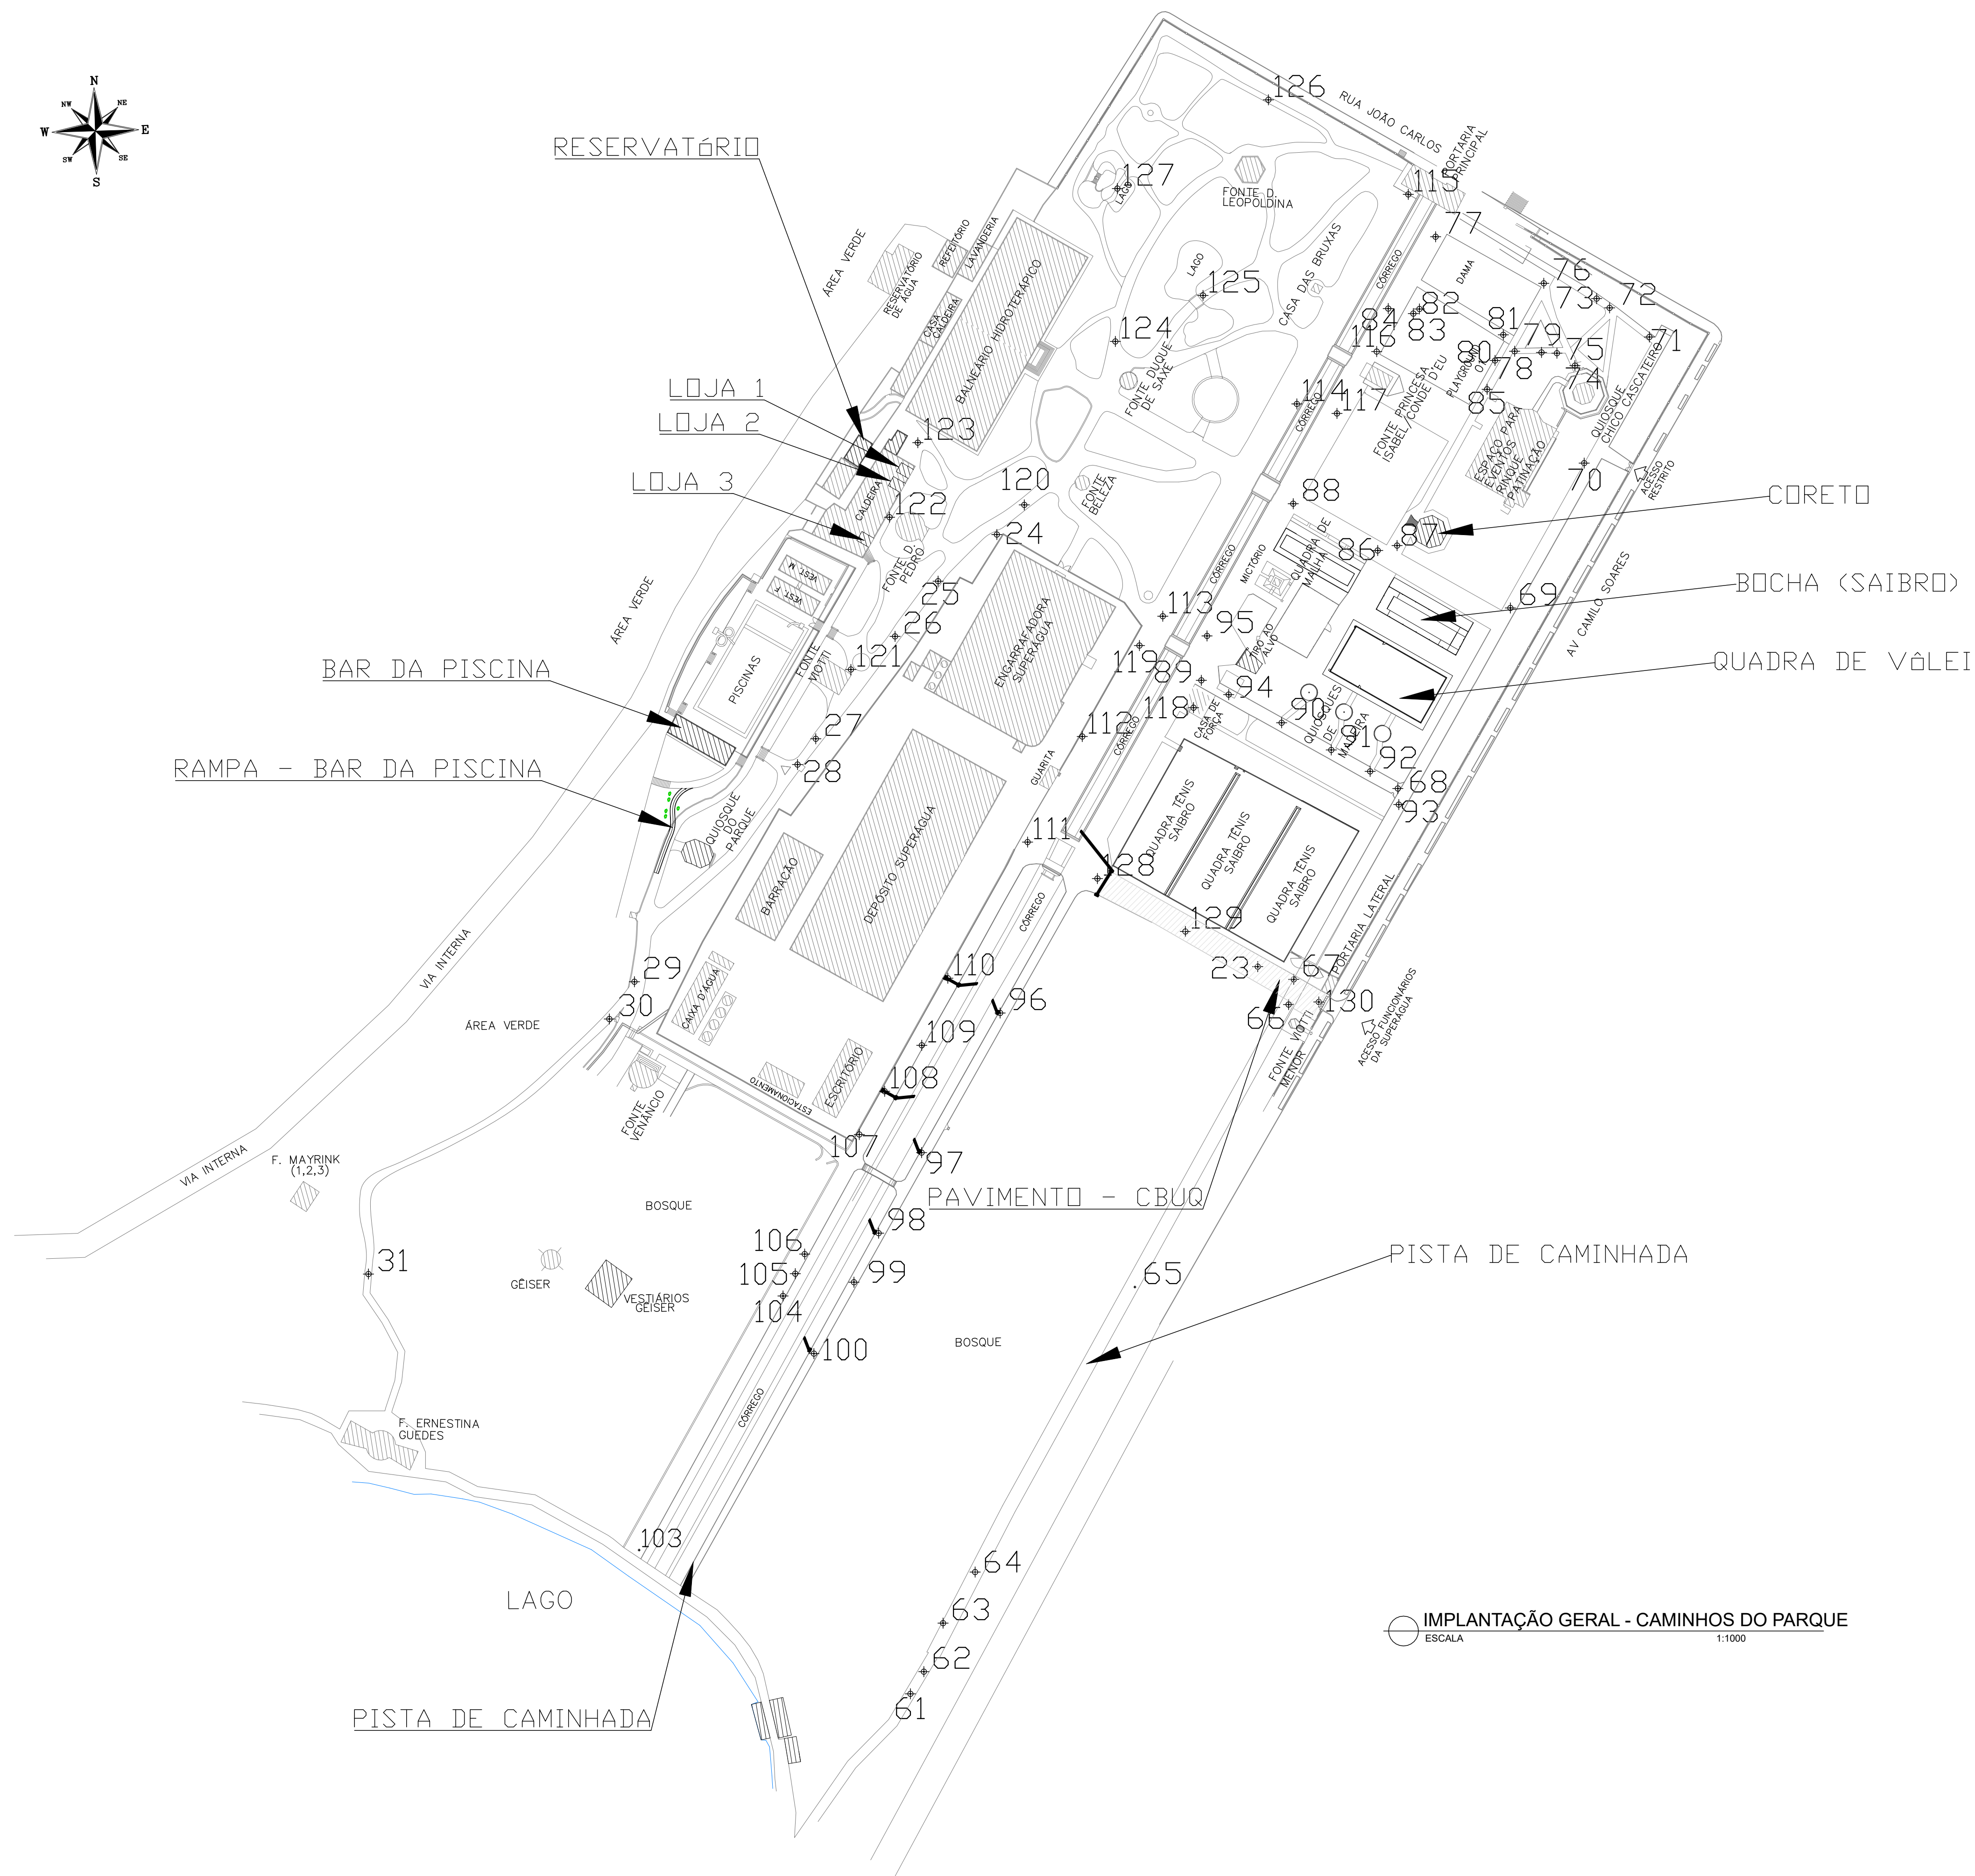 N
NW
NE
W
E
SW
SE
S
126
RUA JOÃO CARLOS
PORTARIA
PRINCIPAL
RESERVATóRIO
127
LAGO
115
FONTE D.
LEOPOLDINA
77
ÁREA VERDE
REFEITÓRIO
LAVANDERIA
RESERVATÓRIO
DE ÁGUA
CASA
CALDEIRA
BALNEÁRIO HIDROTERÁPICO
LAGO
125
CASA DAS BRUXAS
CÓRREGO
DAMA
76
73
72
84
82
83
81
79
71
124
116
80
78
75
74
PLAYGROUND
01
85
FONTE DUQUE
DE SAXE
114
117
CÓRREGO
FONTE PRINCESA
ISABEL/CONDE D'EU
QUIOSQUE
CHICO CASCATEIRO
LOJA 1
LOJA 2
123
LOJA 3
CALDEIRA
122
120
FONTE
BELEZA
88
ESPAÇO PARA
EVENTOS
RINQUE
PATINAÇÃO
70
ACESSO
RESTRITO
CORETO
24
FONTE D.
PEDRO
25
VEST. M
VEST. F
CÓRREGO
MICTÓRIO
QUADRA DE
MALHA
86
87
AV CAMILO SOARES
BOCHA (SAIBRO)
ÁREA VERDE
26
ENGARRAFADORA
SUPERÁGUA
113
95
69
TIRO AO
ALVO
BAR DA PISCINA
PISCINAS
FONTE
VIOTTI
121
119
89
94
QUADRA DE VôLEI
118
CASA DE
FORÇA
90
QUIOSQUES
DE
MADEIRA
91
92
27
28
112
CÓRREGO
GUARITA
68
93
RAMPA - BAR DA PISCINA
QUIOSQUE
DO
PARQUE
111
QUADRA TÊNIS
SAIBRO
QUADRA TÊNIS
SAIBRO
QUADRA TÊNIS
SAIBRO
128
BARRACÃO
DEPÓSITO SUPERÁGUA
CÓRREGO
129
PORTARIA LATERAL
VIA INTERNA
29
30
CAIXA D'ÁGUA
110
96
23
67
66
130
ACESSO FUNCIONÁRIOS
DA SUPERÁGUA
FONTE VIOTTI
MENOR
ÁREA VERDE
109
108
ESTACIONAMENTO
ESCRITÓRIO
FONTE
VENÂNCIO
107
97
VIA INTERNA
F. MAYRINK
(1,2,3)
PAVIMENTO - CBUQ
BOSQUE
98
106
105
99
104
31
GÊISER
VESTIÁRIOS
GÊISER
65
PISTA DE CAMINHADA
100
BOSQUE
CÓRREGO
F. ERNESTINA
GUEDES
103
64
LAGO
63
62
61
PISTA DE CAMINHADA
IMPLANTAÇÃO GERAL - CAMINHOS DO PARQUE
ESCALA 1:1000